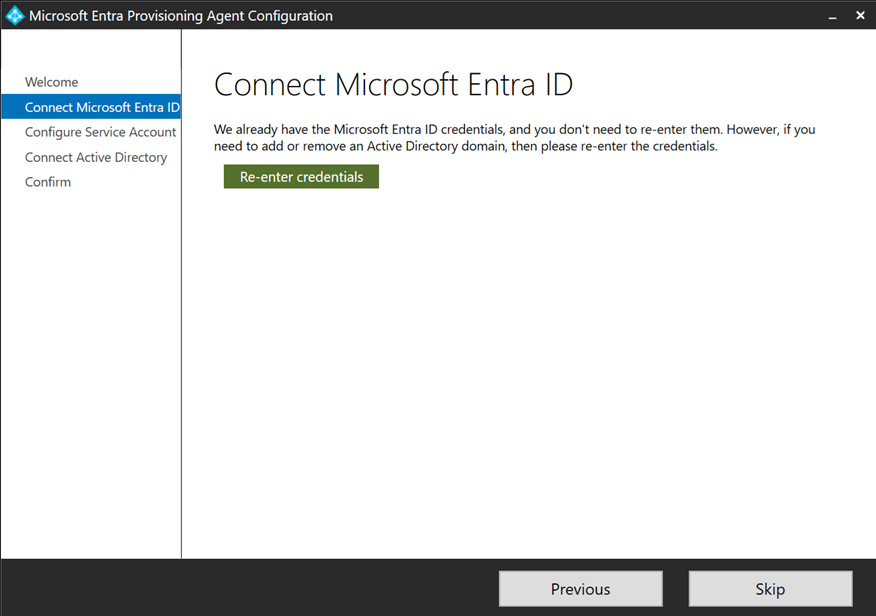 Microsoft Entra Provisioning Agent Configuration
Welcome
Connect Microsoft Entra ID
Configure Service Account
Connect Active Directory
Confirm
Connect Microsoft Entra ID
We already have the Microsoft Entra ID credentials, and you don't need to re-enter them. However, if you
need to add or remove an Active Directory domain, then please re-enter the credentials.
Re-enter credentials
Previous
Skip